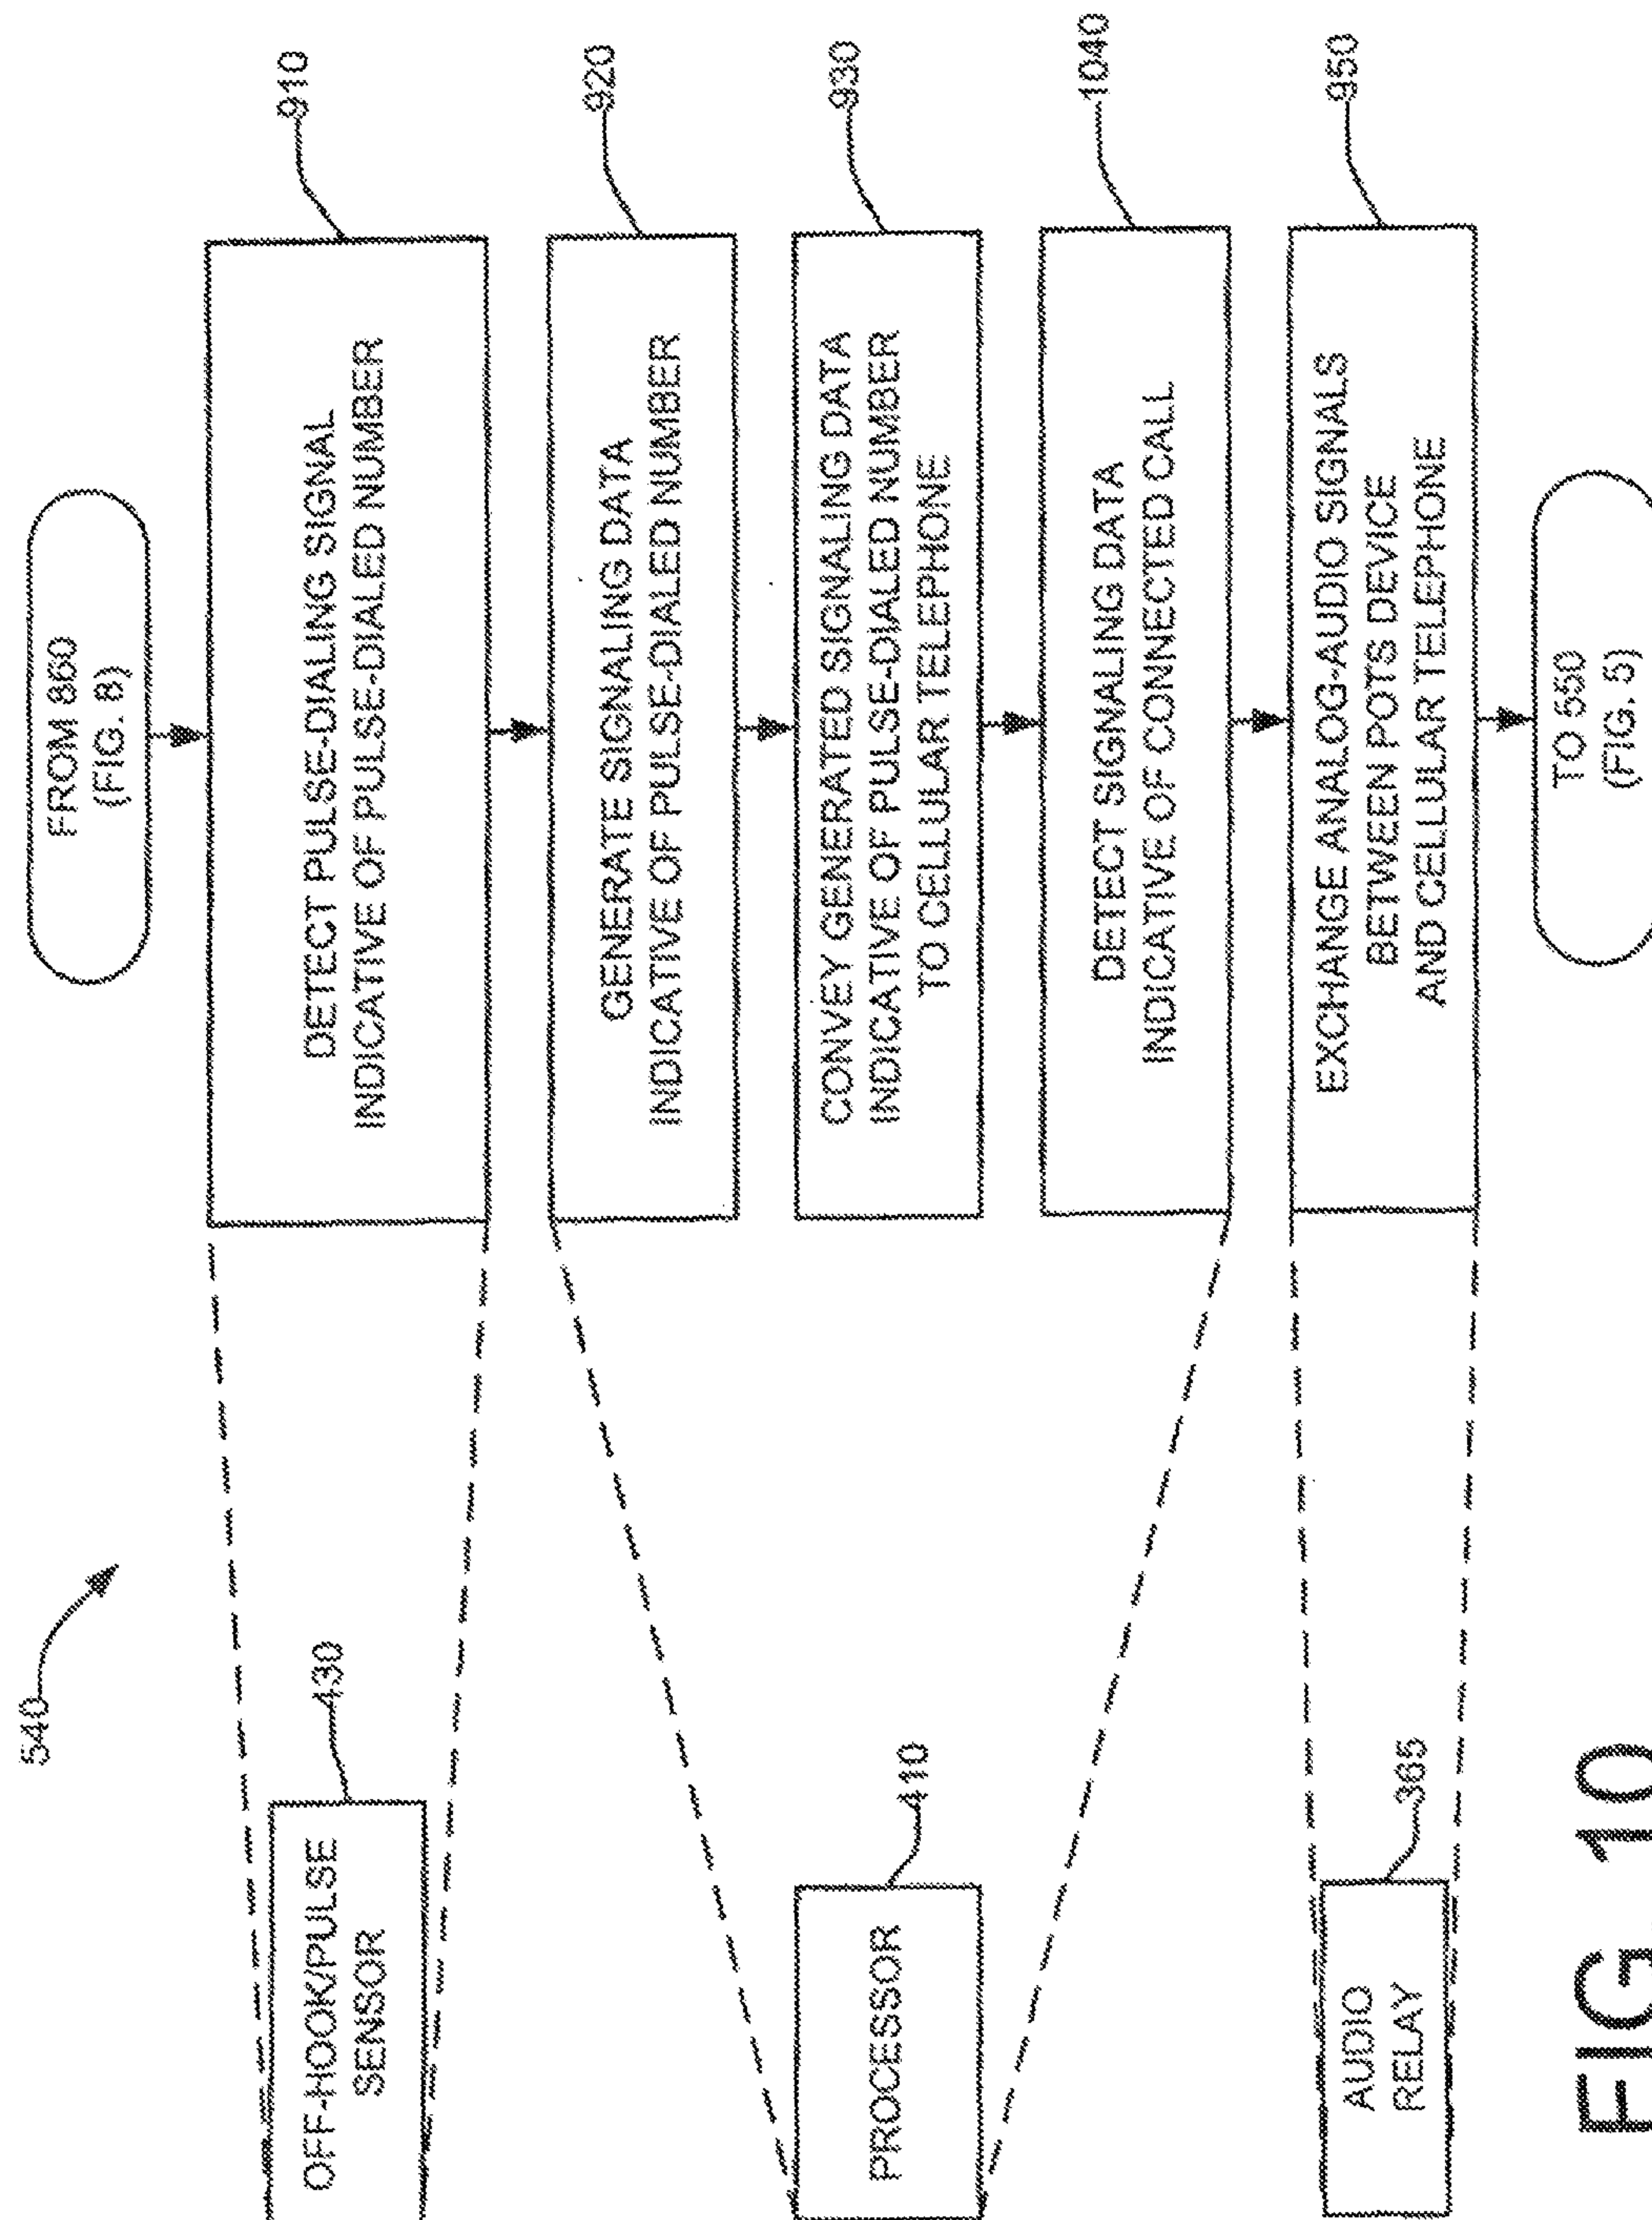 540
FROM 860
(FIG. 8)
OFF-HOOK/PULSE
SENSOR
430
DETECT PULSE-DIALING SIGNAL
INDICATIVE OF PULSE-DIALED NUMBER
910
GENERATE SIGNALING DATA
INDICATIVE OF PULSE-DIALED NUMBER
920
PROCESSOR
410
CONVEY GENERATED SIGNALING DATA
INDICATIVE OF PULSE-DIALED NUMBER
TO CELLULAR TELEPHONE
930
DETECT SIGNALING DATA
INDICATIVE OF CONNECTED CALL
1040
AUDIO
RELAY
365
EXCHANGE ANALOG-AUDIO SIGNALS
BETWEEN POTS DEVICE
AND CELLULAR TELEPHONE
950
TO 550
(FIG. 5)
FIG. 10